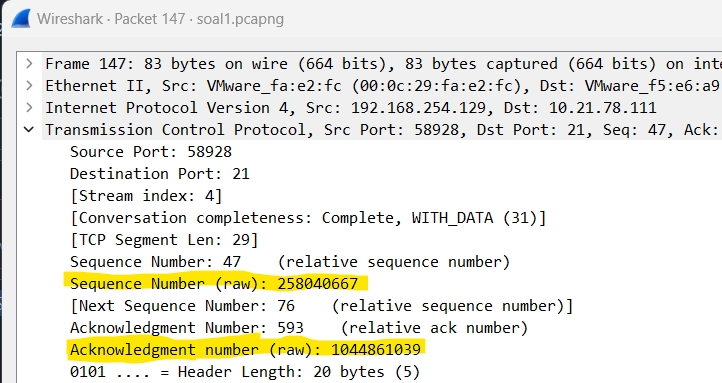 Wireshark · Packet 147 · soal1.pcapng
Frame 147: 83 bytes on wire (664 bits), 83 bytes captured (664 bits) on
Ethernet II, Src: VMware_fa:e2:fc (00:0c:29:fa:e2:fc), Dst: VMware_f5:e6:a9
Internet Protocol Version 4, Src: 192.168.254.129, Dst: 10.21.78.111
Transmission Control Protocol, Src Port: 58928, Dst Port: 21, Seq: 47, Ack:
Source Port: 58928
Destination Port: 21
[Stream index: 4]
[Conversation completeness: Complete, WITH_DATA (31)]
[TCP Segment Len: 29]
Sequence Number: 47 (relative sequence number)
Sequence Number (raw): 258040667
[Next Sequence Number: 76 (relative sequence number)]
Acknowledgment Number: 593 (relative ack number)
Acknowledgment number (raw): 1044861039
0101 .... = Header Length: 20 bytes (5)